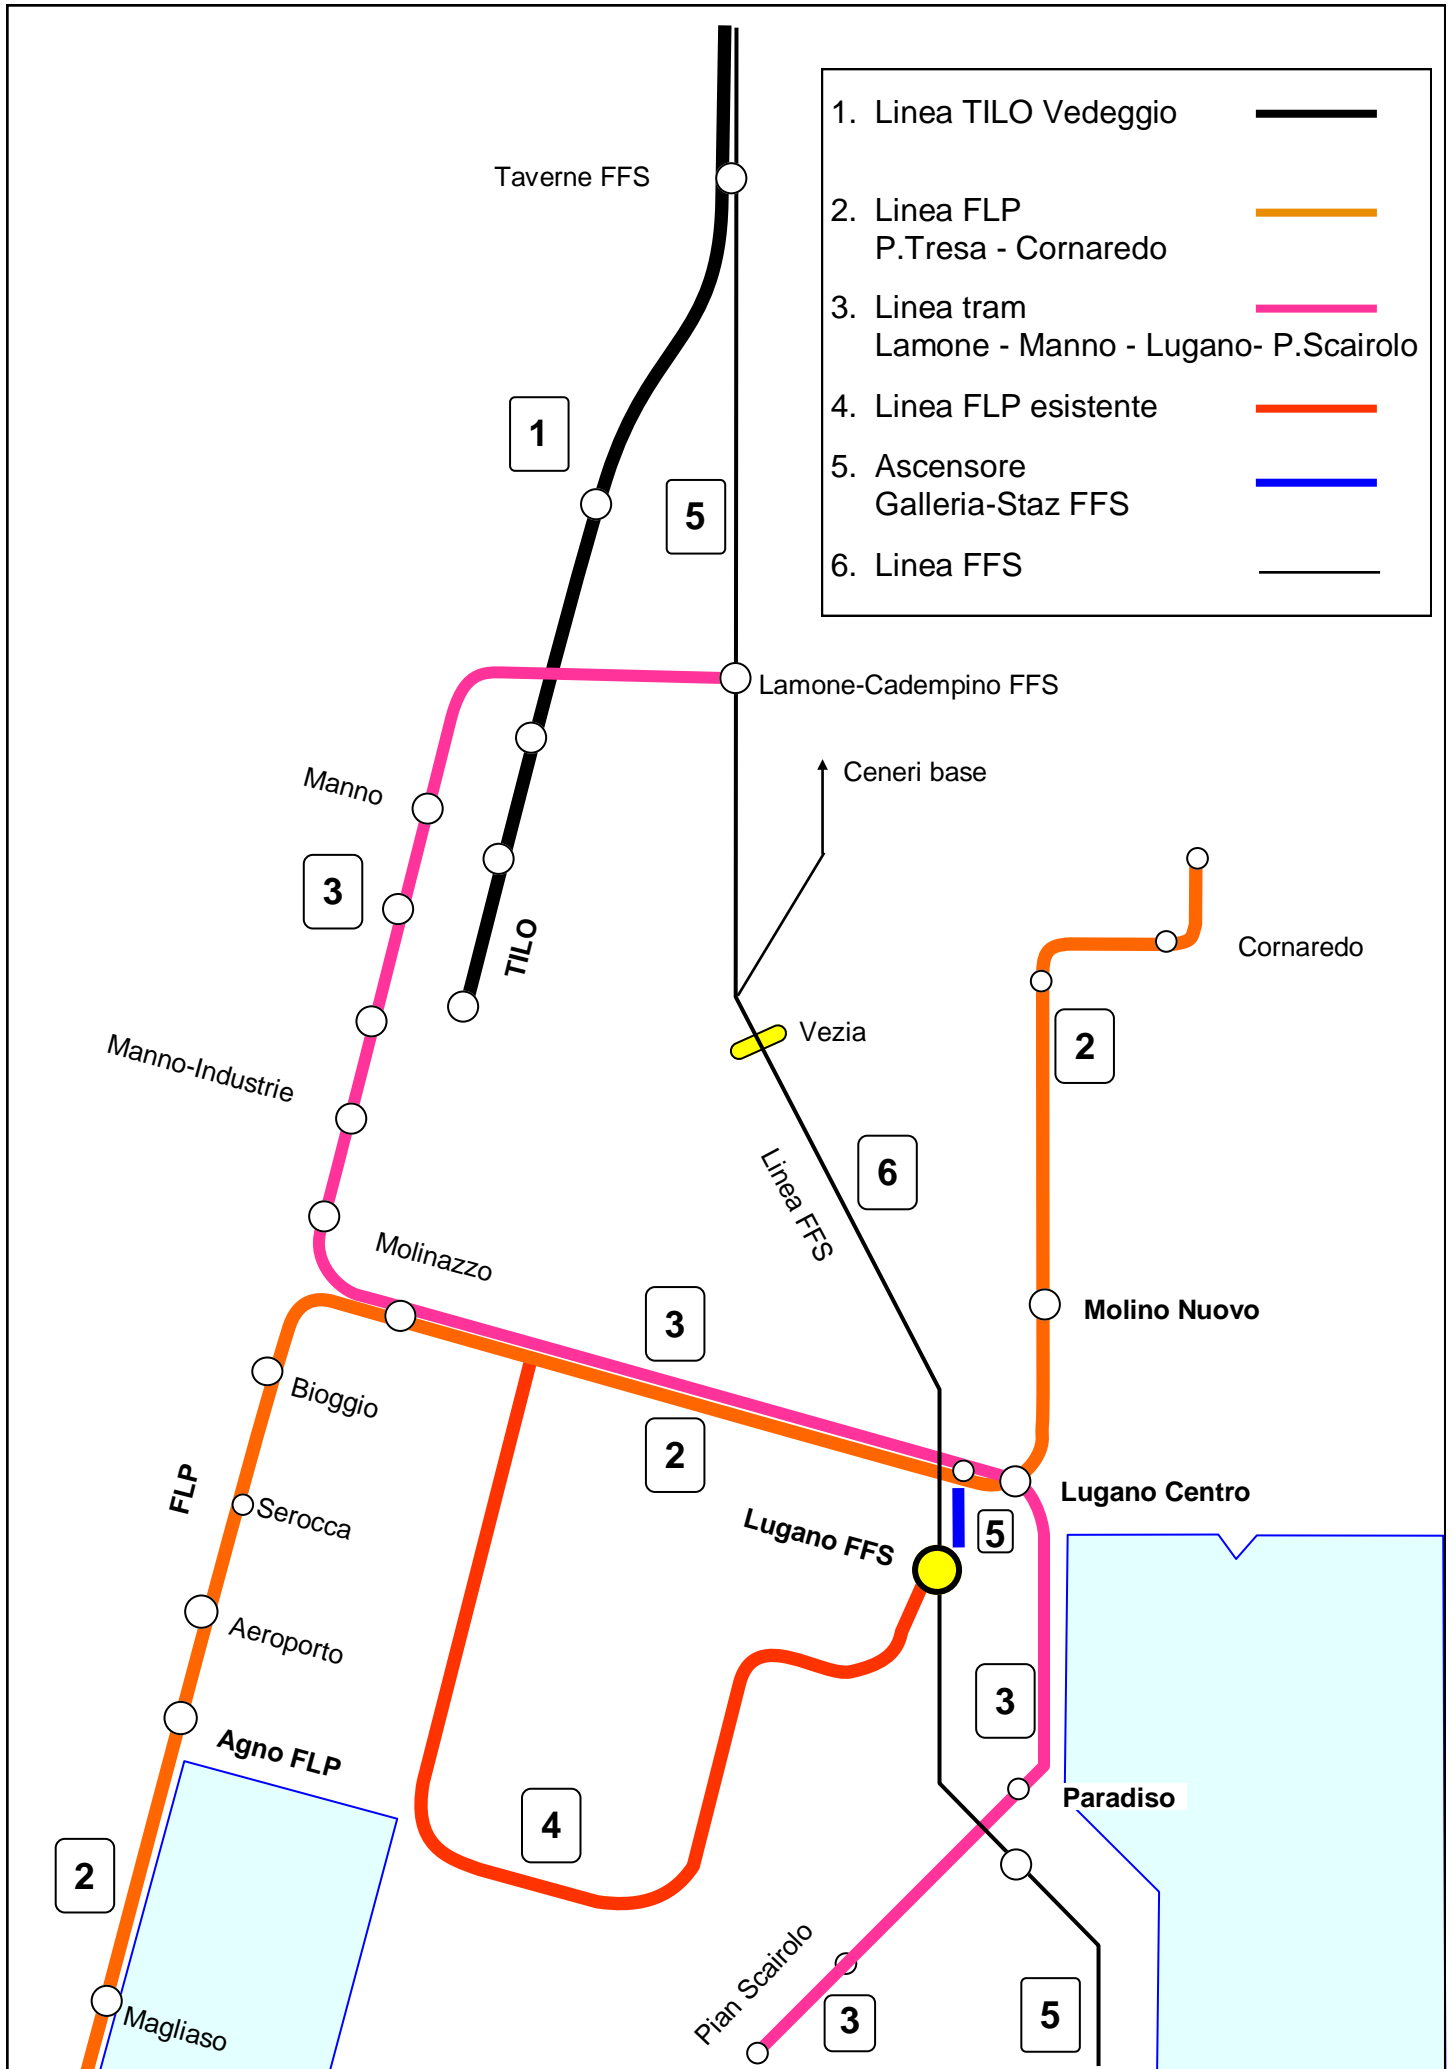 1. Linea TILO Vedeggio
2. Linea FLP
P.Tresa - Cornaredo
3. Linea tram
Lamone - Manno - Lugano- P.Scairolo
4. Linea FLP esistente
5. Ascensore
Galleria-Staz FFS
6. Linea FFS
Taverne FFS
1
5
Lamone-Cadempino FFS
Ceneri base
Manno
3
TILO
Cornaredo
Vezia
2
Manno-Industrie
Linea FFS
6
Molinazzo
3
Molino Nuovo
Bioggio
2
FLP
Serocca
Lugano Centro
Lugano FFS
5
Aeroporto
3
Agno FLP
Paradiso
4
2
Pian Scairolo
3
5
Magliaso